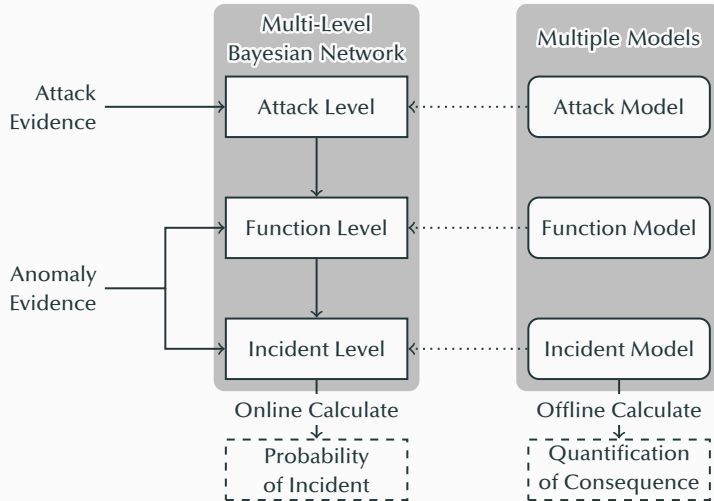 Multi-Level
Bayesian Network
Multiple Models
Attack
Evidence
Attack Level
Attack Model
Function Level
Function Model
Anomaly
Evidence
Incident Level
Incident Model
Online Calculate
Offline Calculate
Probability
of Incident
Quantification
of Consequence